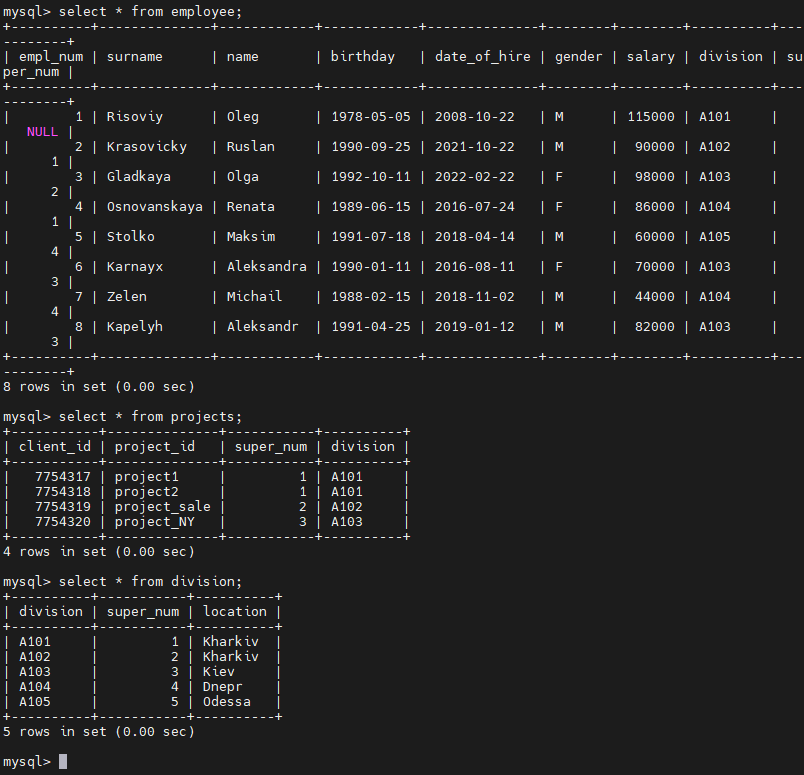 mysql> select * from employee;
+----------+--------------+------------+------------+--------------+--------+--------+----------+---
--------+
| empl_num | surname      | name       | birthday   | date_of_hire | gender | salary | division | su
per_num |
+----------+--------------+------------+------------+--------------+--------+--------+----------+---
--------+
|        1 | Risoviy      | Oleg       | 1978-05-05 | 2008-10-22   | M      | 115000 | A101     |
   NULL |
|        2 | Krasovicky   | Ruslan     | 1990-09-25 | 2021-10-22   | M      |  90000 | A102     |
      1 |
|        3 | Gladkaya     | Olga       | 1992-10-11 | 2022-02-22   | F      |  98000 | A103     |
      2 |
|        4 | Osnovanskaya | Renata     | 1989-06-15 | 2016-07-24   | F      |  86000 | A104     |
      1 |
|        5 | Stolko       | Maksim     | 1991-07-18 | 2018-04-14   | M      |  60000 | A105     |
      4 |
|        6 | Karnayx      | Aleksandra | 1990-01-11 | 2016-08-11   | F      |  70000 | A103     |
      3 |
|        7 | Zelen        | Michail    | 1988-02-15 | 2018-11-02   | M      |  44000 | A104     |
      4 |
|        8 | Kapelyh      | Aleksandr  | 1991-04-25 | 2019-01-12   | M      |  82000 | A103     |
      3 |
+----------+--------------+------------+------------+--------------+--------+--------+----------+---
--------+
8 rows in set (0.00 sec)

mysql> select * from projects;
+-----------+--------------+-----------+----------+
| client_id | project_id   | super_num | division |
+-----------+--------------+-----------+----------+
|   7754317 | project1     |         1 | A101     |
|   7754318 | project2     |         1 | A101     |
|   7754319 | project_sale |         2 | A102     |
|   7754320 | project_NY   |         3 | A103     |
+-----------+--------------+-----------+----------+
4 rows in set (0.00 sec)

mysql> select * from division;
+----------+-----------+----------+
| division | super_num | location |
+----------+-----------+----------+
| A101     |         1 | Kharkiv  |
| A102     |         2 | Kharkiv  |
| A103     |         3 | Kiev     |
| A104     |         4 | Dnepr    |
| A105     |         5 | Odessa   |
+----------+-----------+----------+
5 rows in set (0.00 sec)

mysql>